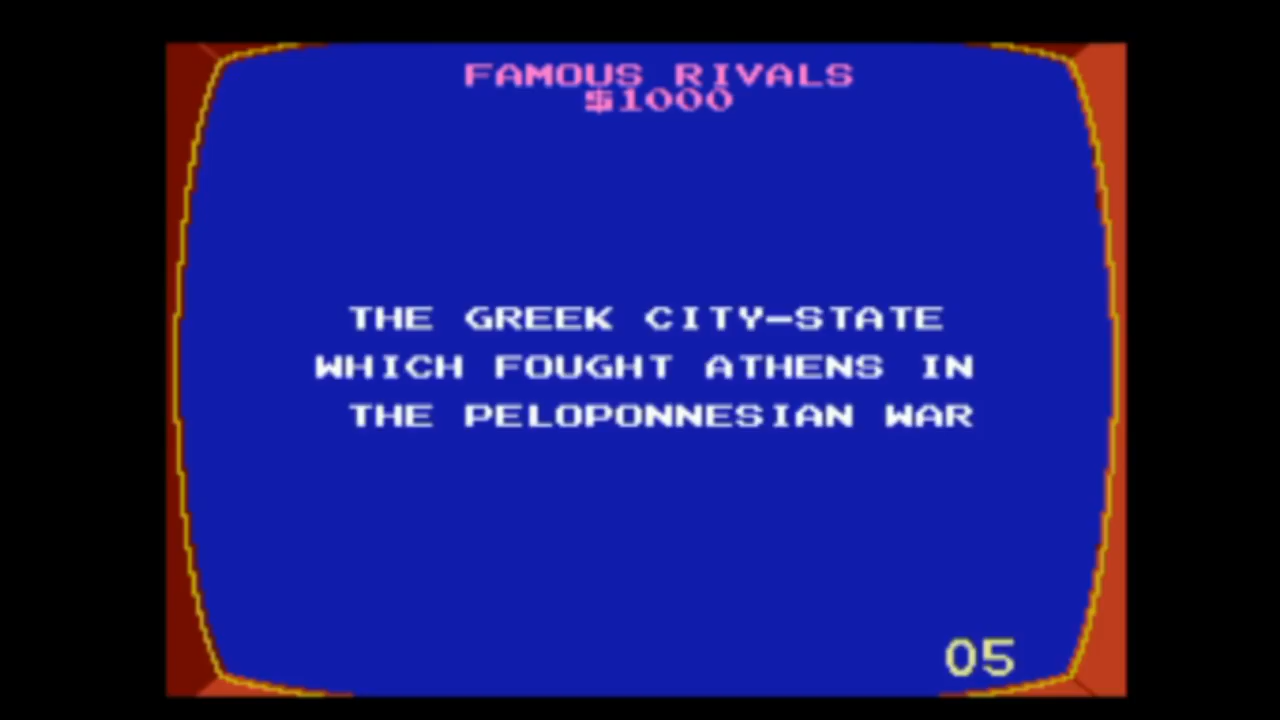 FAMOUS RIVALS
$1000
THE GREEK CITY-STATE
WHICH FOUGHT ATHENS IN
THE PELOPONNESIAN WAR
05